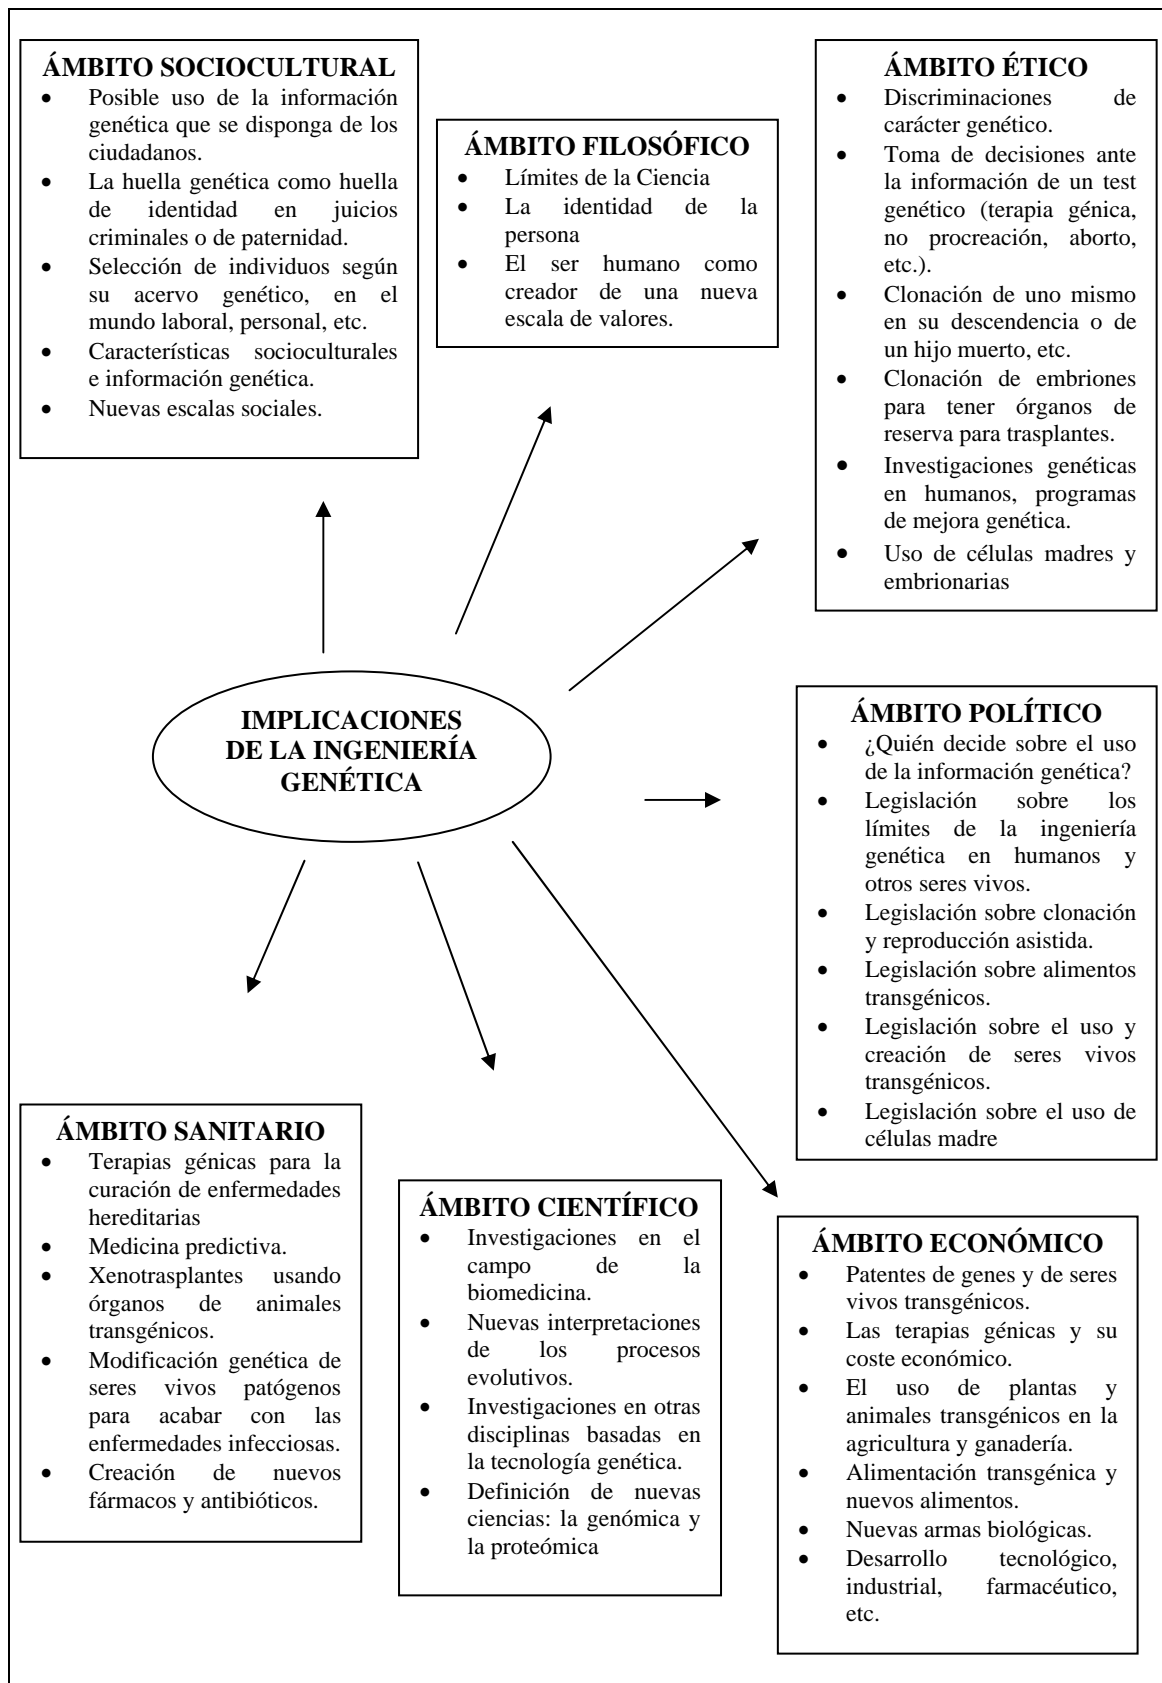 ÁMBITO SOCIOCULTURAL
• Posible uso de la información
genética que se disponga de los
ciudadanos.
• La huella genética como huella
de identidad en juicios
criminales o de paternidad.
• Selección de individuos según
su acervo genético, en el
mundo laboral, personal, etc.
• Características socioculturales
e información genética.
• Nuevas escalas sociales.
ÁMBITO FILOSÓFICO
• Límites de la Ciencia
• La identidad de la
persona
• El ser humano como
creador de una nueva
escala de valores.
ÁMBITO ÉTICO
• Discriminaciones de
carácter genético.
• Toma de decisiones ante
la información de un test
genético (terapia génica,
no procreación, aborto,
etc.).
• Clonación de uno mismo
en su descendencia o de
un hijo muerto, etc.
• Clonación de embriones
para tener órganos de
reserva para trasplantes.
• Investigaciones genéticas
en humanos, programas
de mejora genética.
• Uso de células madres y
embrionarias
IMPLICACIONES
DE LA INGENIERÍA
GENÉTICA
ÁMBITO POLÍTICO
• ¿Quién decide sobre el uso
de la información genética?
• Legislación sobre los
límites de la ingeniería
genética en humanos y
otros seres vivos.
• Legislación sobre clonación
y reproducción asistida.
• Legislación sobre alimentos
transgénicos.
• Legislación sobre el uso y
creación de seres vivos
transgénicos.
• Legislación sobre el uso de
células madre
ÁMBITO SANITARIO
• Terapias génicas para la
curación de enfermedades
hereditarias
• Medicina predictiva.
• Xenotrasplantes usando
órganos de animales
transgénicos.
• Modificación genética de
seres vivos patógenos
para acabar con las
enfermedades infecciosas.
• Creación de nuevos
fármacos y antibióticos.
ÁMBITO CIENTÍFICO
• Investigaciones en el
campo de la
biomedicina.
• Nuevas interpretaciones
de los procesos
evolutivos.
• Investigaciones en otras
disciplinas basadas en
la tecnología genética.
• Definición de nuevas
ciencias: la genómica y
la proteómica
ÁMBITO ECONÓMICO
• Patentes de genes y de seres
vivos transgénicos.
• Las terapias génicas y su
coste económico.
• El uso de plantas y
animales transgénicos en la
agricultura y ganadería.
• Alimentación transgénica y
nuevos alimentos.
• Nuevas armas biológicas.
• Desarrollo tecnológico,
industrial, farmacéutico,
etc.